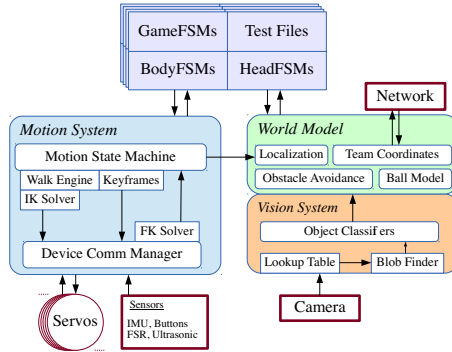 GameFSMs
Test Files
BodyFSMs
HeadFSMs
Network
Motion System
Motion State Machine
Walk Engine
Keyframes
IK Solver
FK Solver
Device Comm Manager
World Model
Localization
Team Coordinates
Obstacle Avoidance
Ball Model
Vision System
Object Classifers
Lookup Table
Blob Finder
Servos
Sensors
IMU, Buttons
FSR, Ultrasonic
Camera